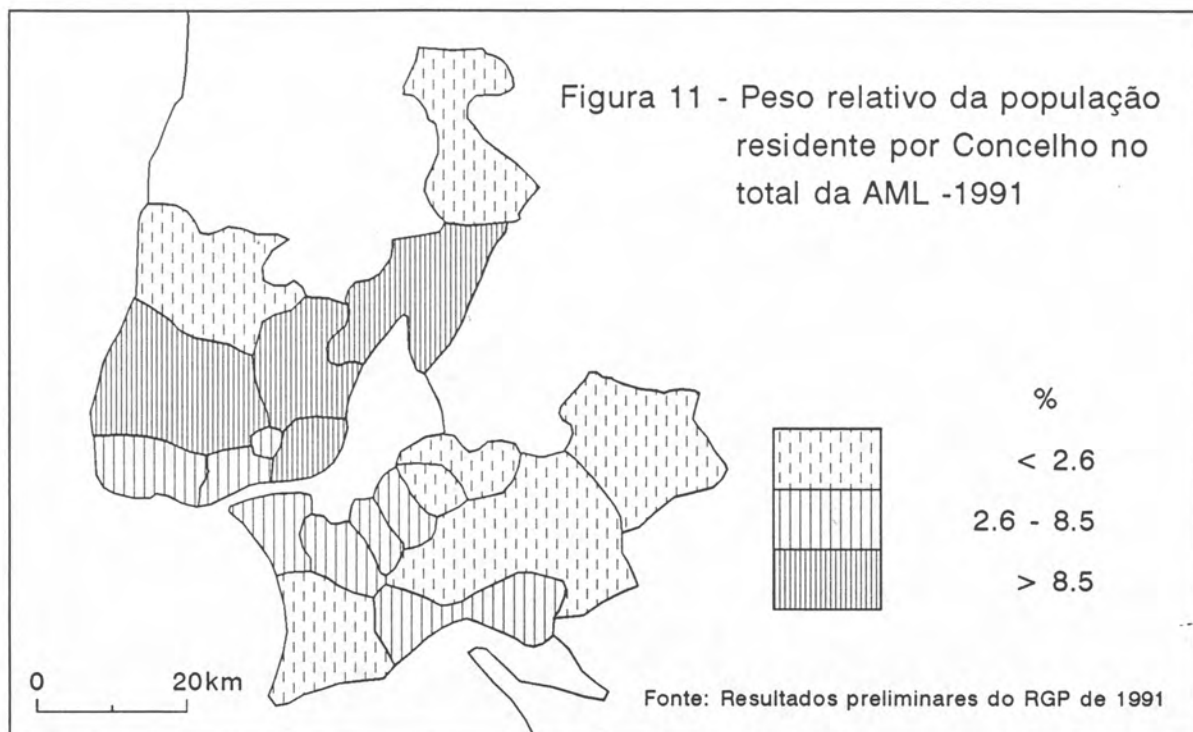 Figura 11 - Peso relativo da população
residente por Concelho no
total da AML -1991
%
< 2.6
2.6 - 8.5
> 8.5
0 20km
Fonte: Resultados preliminares do RGP de 1991